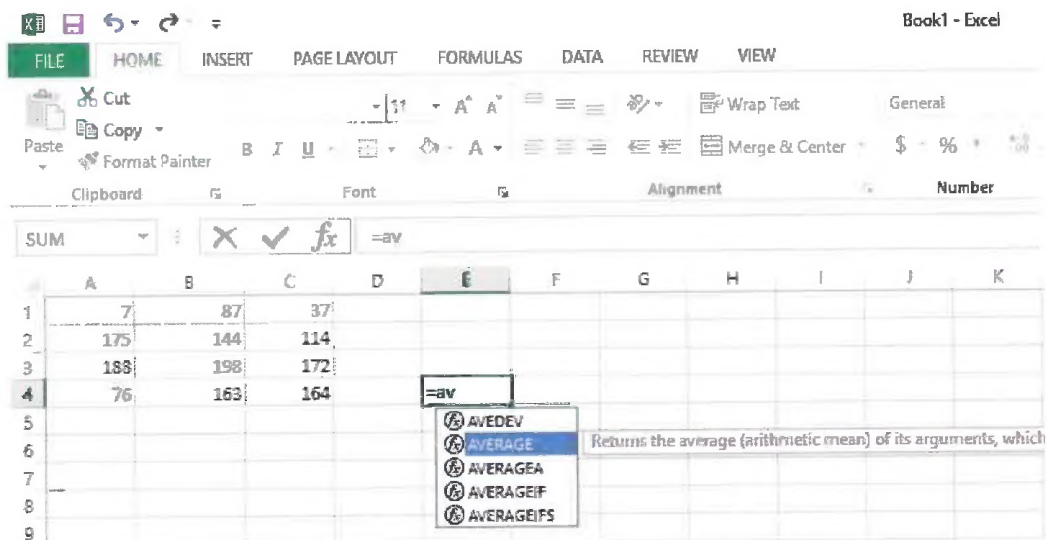 Book1 - Excel
FILE HOME INSERT PAGE LAYOUT FORMULAS DATA REVIEW VIEW
Cut
Copy
Paste
Format Painter
11 A A
Wrap Text
General
B I U A
Merge & Center
$ %
Clipboard Font Alignment Number
SUM fx =av
A B C D E F G H I J K
1 7 87 37
2 175 144 114
3 188 198 172
4 76 163 164 =av
5 AVEDEV
6 AVERAGE Returns the average (arithmetic mean) of its arguments, which
7 AVERAGEA
8 AVERAGEIF
AVERAGEIFS
9